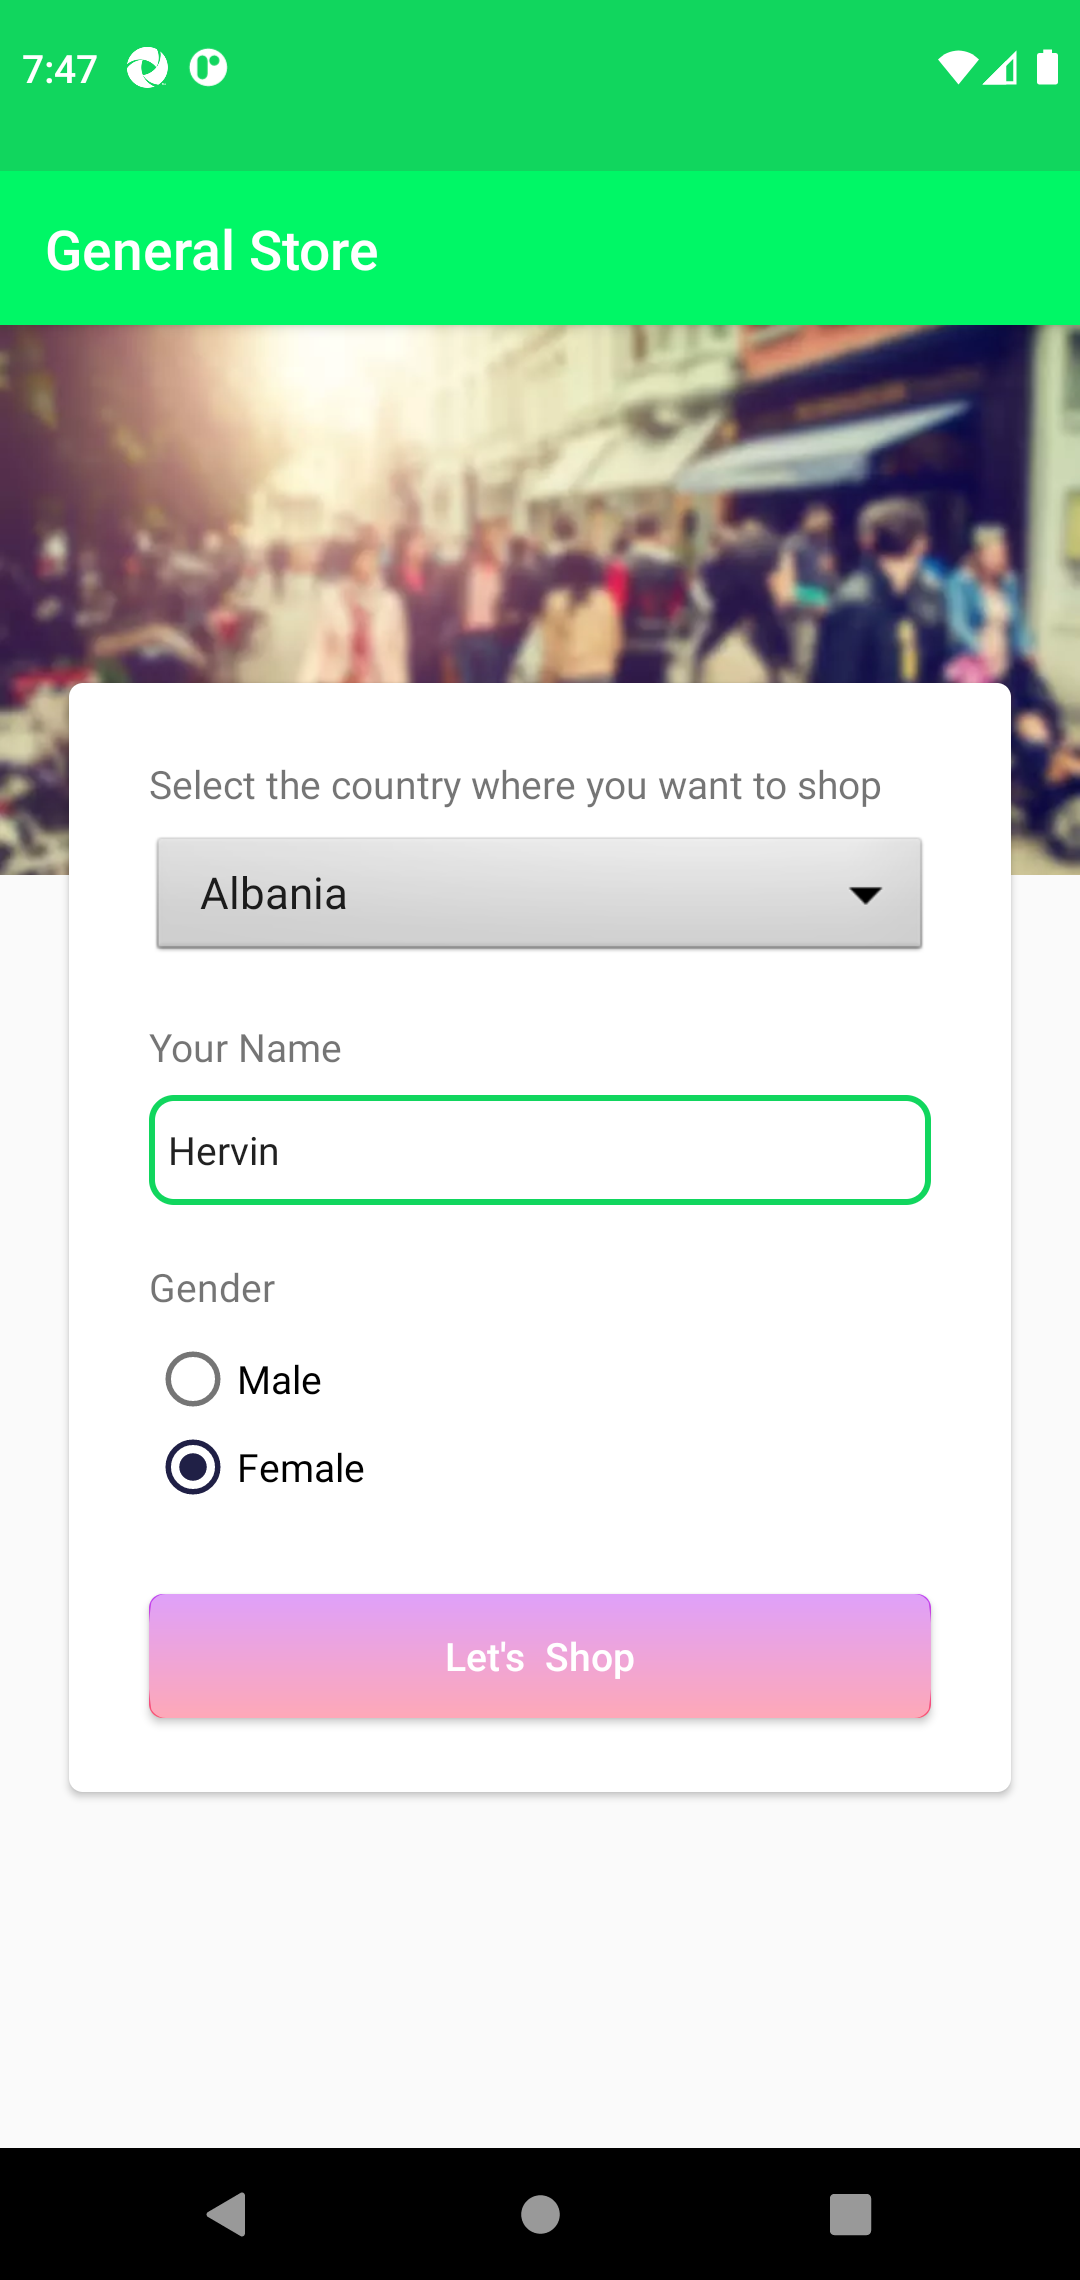 7:47
General Store
Select the country where you want to shop
Albania
Your Name
Hervin
Gender
Male
Female
Let's  Shop